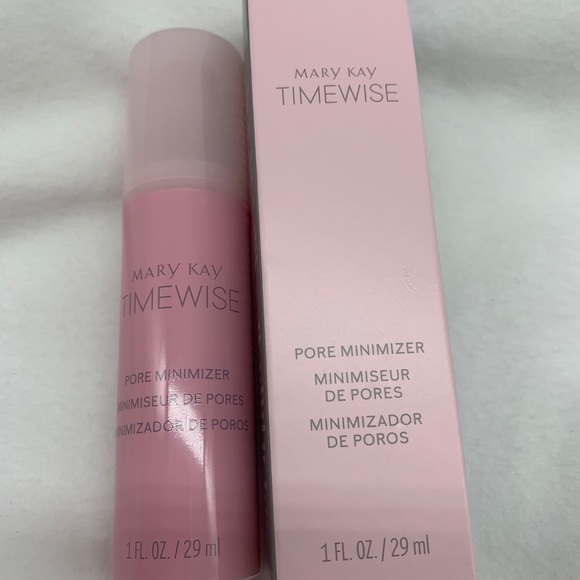 MARY KAY
TIMEWISE
PORE MINIMIZER
MINIMISEUR DE PORES
MINIMIZADOR DE POROS
1 FL. OZ. / 29 ml
MARY KAY
TIMEWISE
PORE MINIMIZER
MINIMISEUR
DE PORES
MINIMIZADOR
DE POROS
1 FL. OZ. / 29 ml